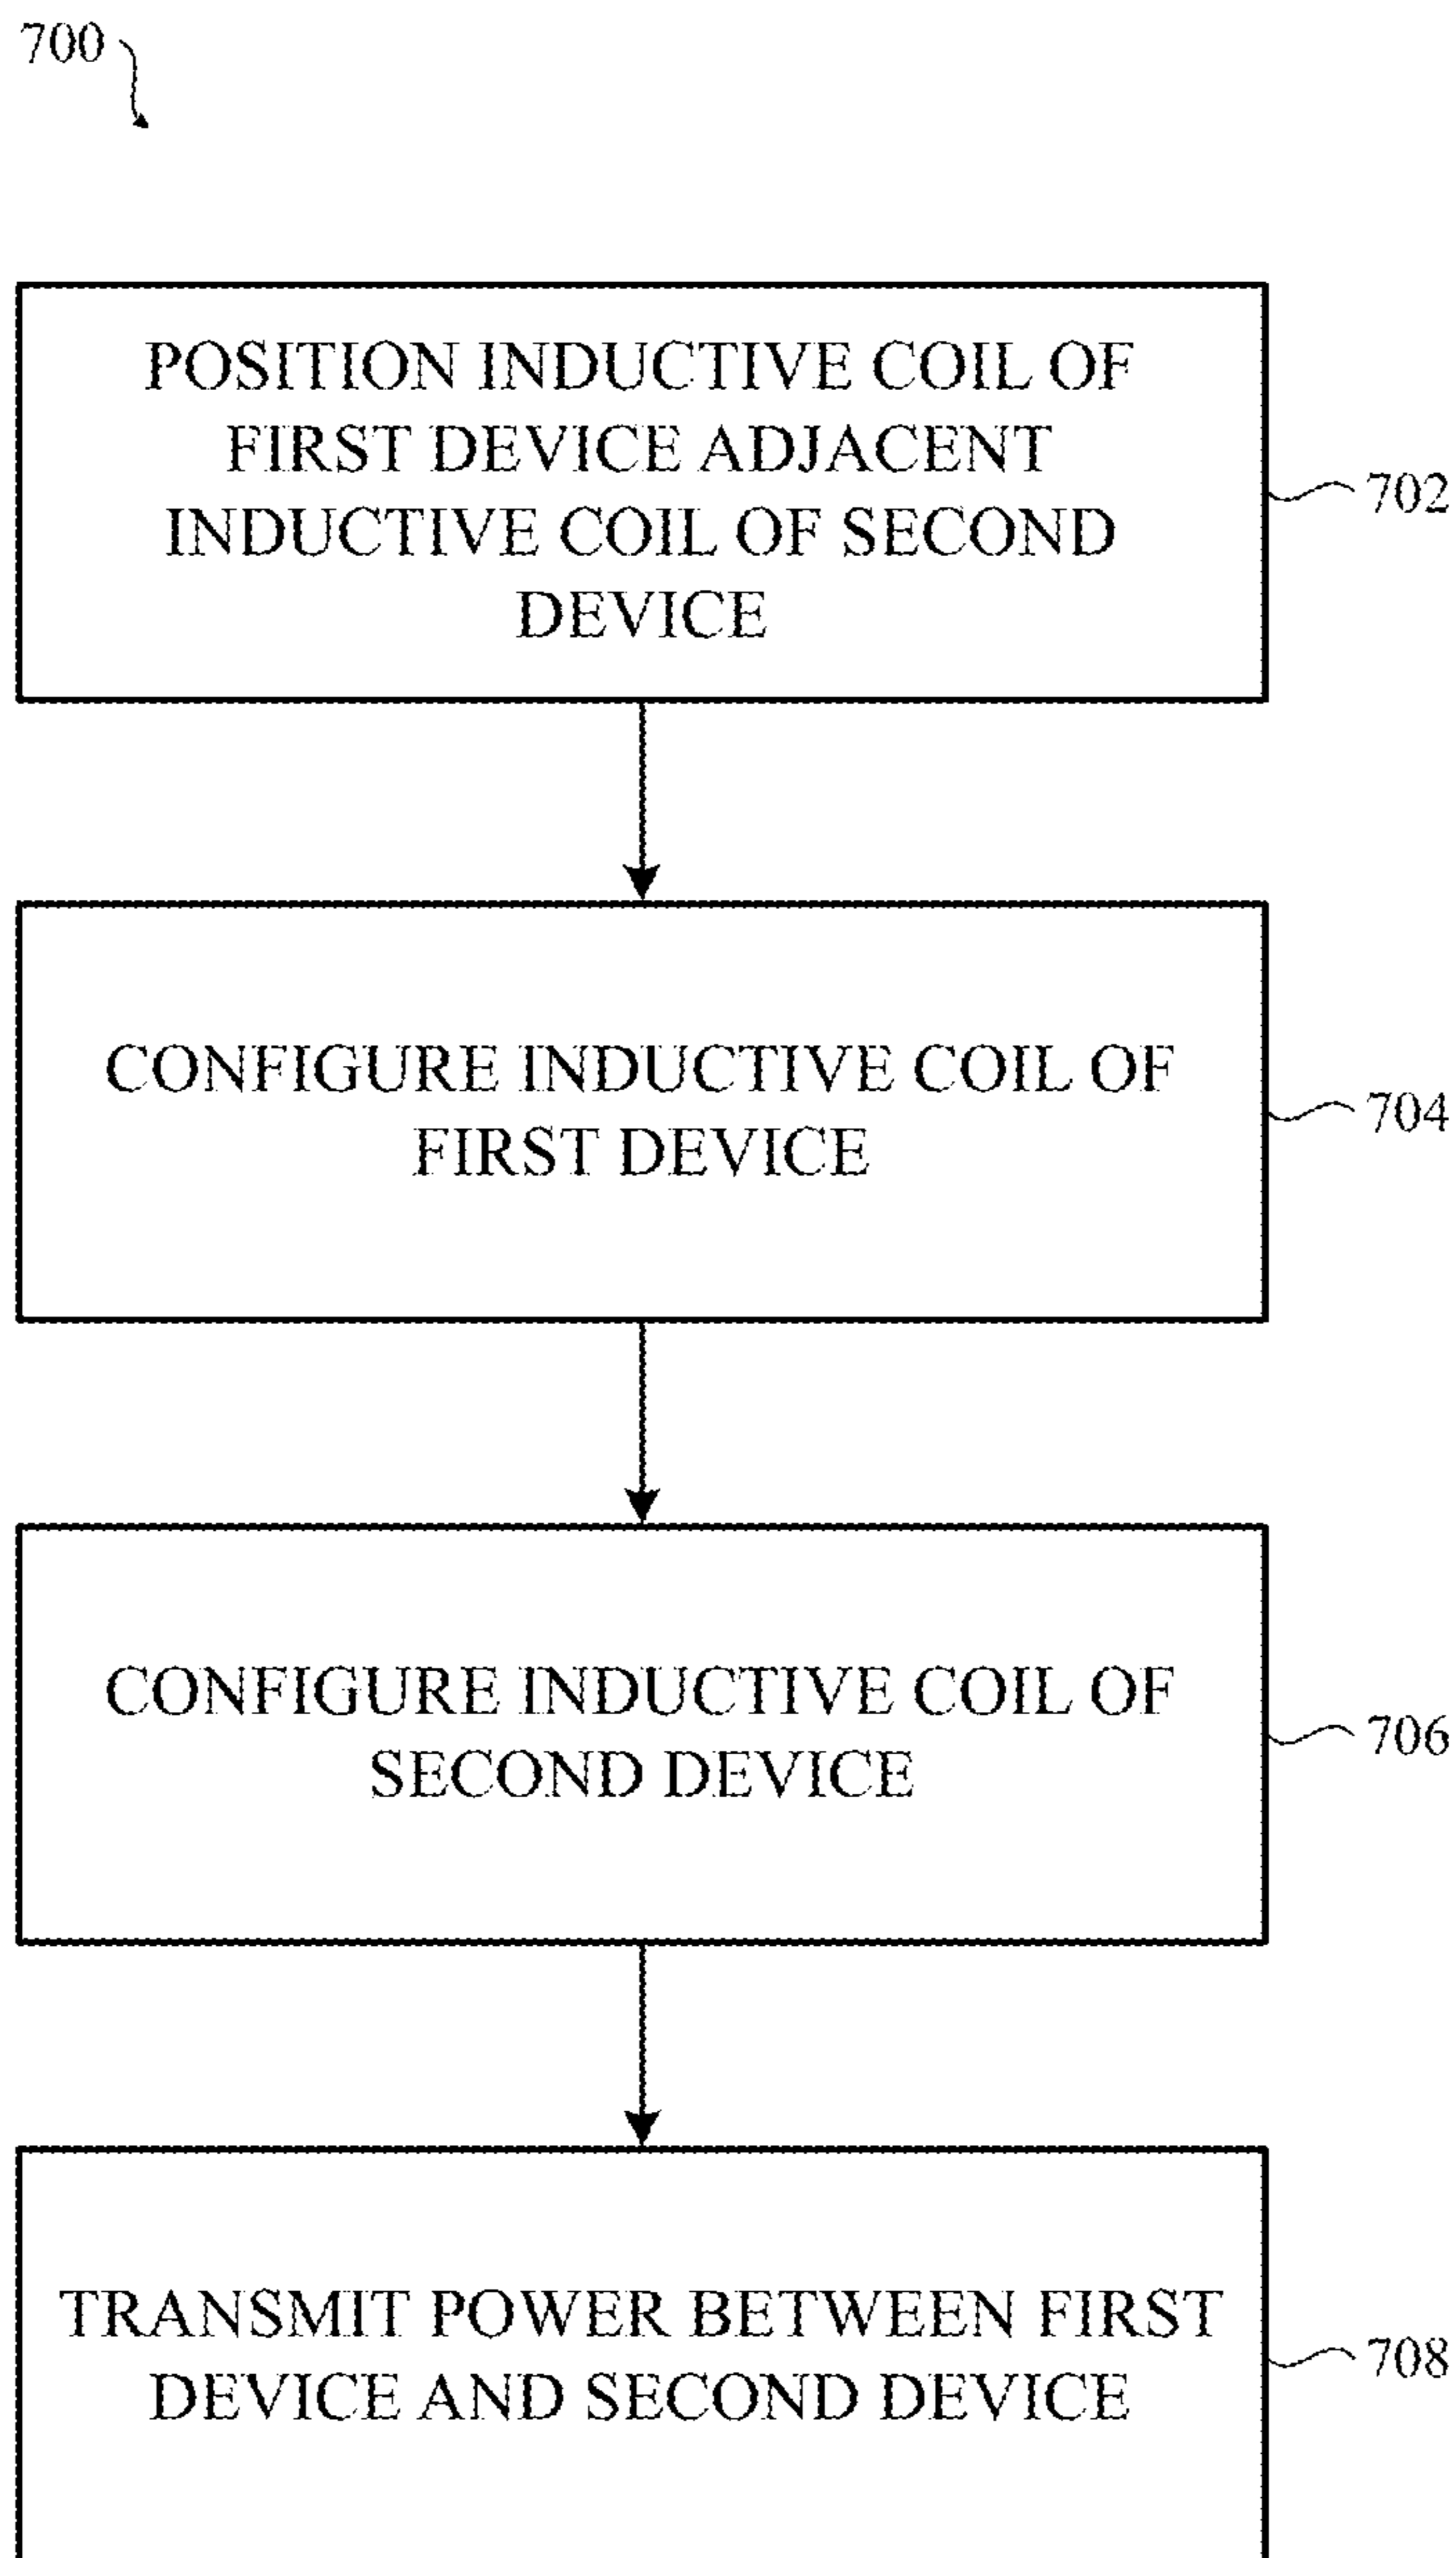 700
POSITION INDUCTIVE COIL OF
FIRST DEVICE ADJACENT
INDUCTIVE COIL OF SECOND
DEVICE
702
CONFIGURE INDUCTIVE COIL OF
FIRST DEVICE
704
CONFIGURE INDUCTIVE COIL OF
SECOND DEVICE
706
TRANSMIT POWER BETWEEN FIRST
DEVICE AND SECOND DEVICE
708